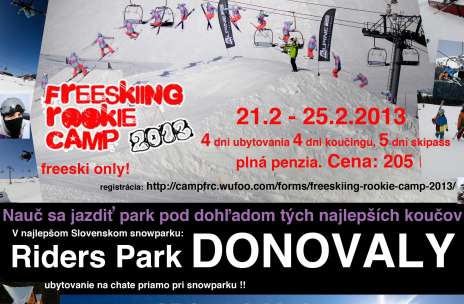 FREESKIING
ROOKIE
CAMP 2013
freeski only!
21.2 - 25.2.2013
4 dni ubytovania 4 dni koučingu, 5 dní skipass
plná penzia. Cena: 205
registrácia: http://campfrc.wufoo.com/forms/freeskiing-rookie-camp-2013/
Nauč sa jazdiť park pod dohľadom tých najlepších koučov
V najlepšom Slovenskom snowparku:
Riders Park DONOVALY
ubytovanie na chate priamo pri snowparku !!